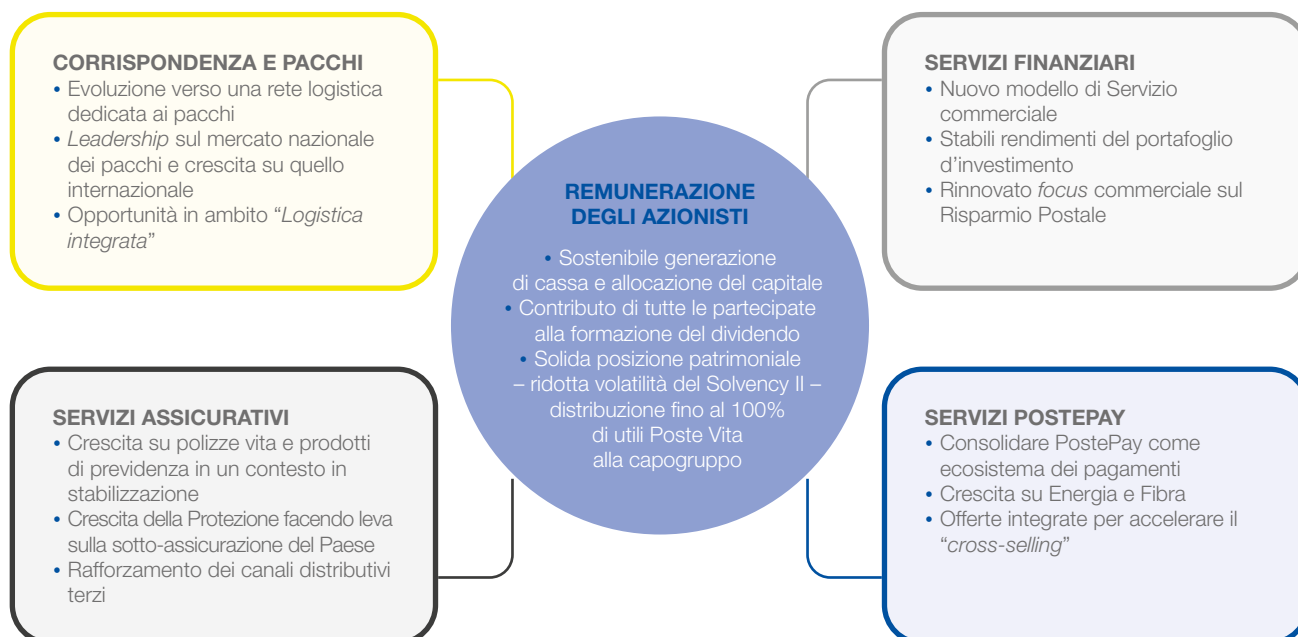 CORRISPONDENZA E PACCHI
• Evoluzione verso una rete logistica
dedicata ai pacchi
• Leadership sul mercato nazionale
dei pacchi e crescita su quello
internazionale
• Opportunità in ambito “Logistica
integrata”
SERVIZI FINANZIARI
• Nuovo modello di Servizio
commerciale
• Stabili rendimenti del portafoglio
d’investimento
• Rinnovato focus commerciale sul
Risparmio Postale
REMUNERAZIONE
DEGLI AZIONISTI
• Sostenibile generazione
di cassa e allocazione del capitale
• Contributo di tutte le partecipate
alla formazione del dividendo
• Solida posizione patrimoniale
– ridotta volatilità del Solvency II –
distribuzione fino al 100%
di utili Poste Vita
alla capogruppo
SERVIZI ASSICURATIVI
• Crescita su polizze vita e prodotti
di previdenza in un contesto in
stabilizzazione
• Crescita della Protezione facendo leva
sulla sotto-assicurazione del Paese
• Rafforzamento dei canali distributivi
terzi
SERVIZI POSTEPAY
• Consolidare PostePay come
ecosistema dei pagamenti
• Crescita su Energia e Fibra
• Offerte integrate per accelerare il
“cross-selling”